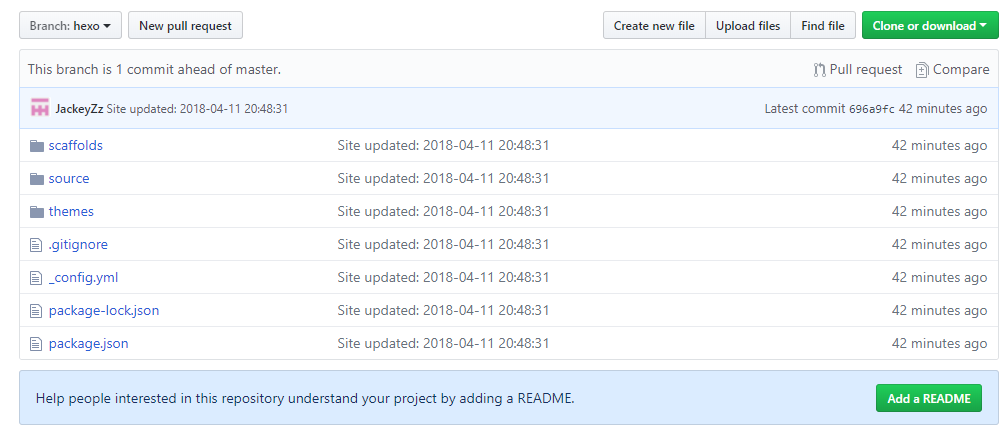 Branch: hexo New pull request Create new file Upload files Find file Clone or download
This branch is 1 commit ahead of master. Pull request Compare
JackeyZz Site updated: 2018-04-11 20:48:31 Latest commit 696a9fc 42 minutes ago
scaffolds Site updated: 2018-04-11 20:48:31 42 minutes ago
source Site updated: 2018-04-11 20:48:31 42 minutes ago
themes Site updated: 2018-04-11 20:48:31 42 minutes ago
.gitignore Site updated: 2018-04-11 20:48:31 42 minutes ago
_config.yml Site updated: 2018-04-11 20:48:31 42 minutes ago
package-lock.json Site updated: 2018-04-11 20:48:31 42 minutes ago
package.json Site updated: 2018-04-11 20:48:31 42 minutes ago
Help people interested in this repository understand your project by adding a README. Add a README